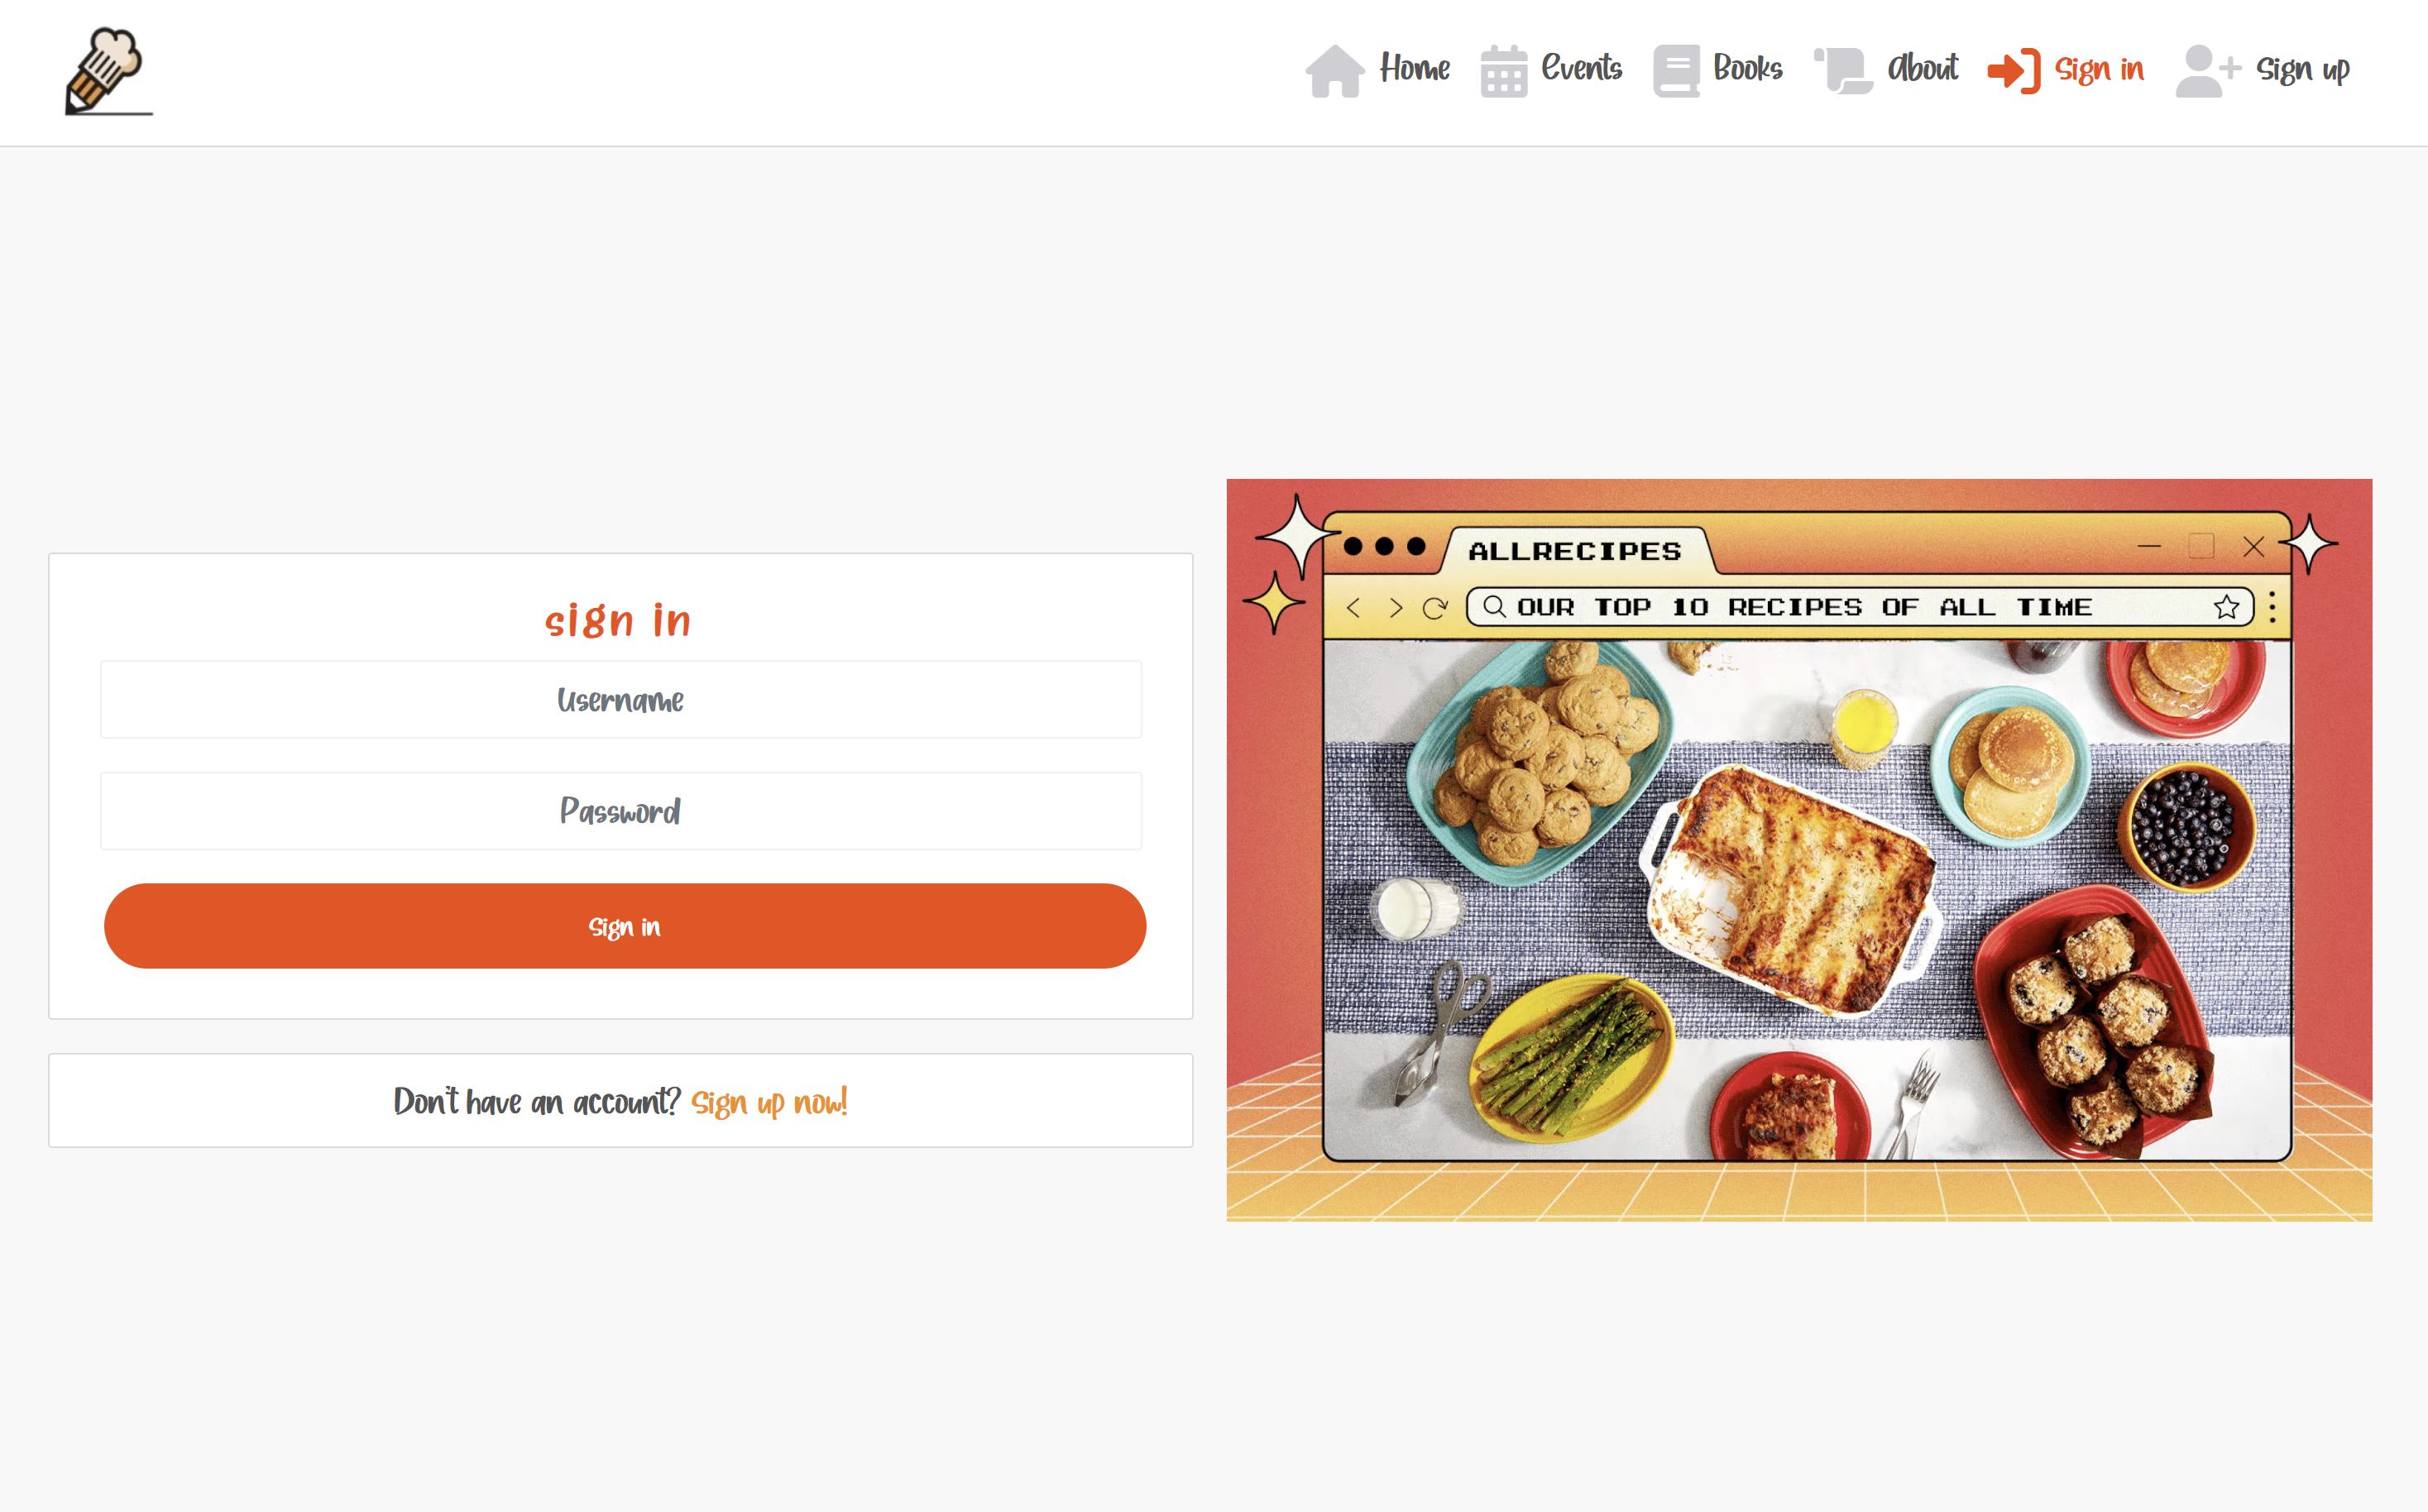 Home Events Books About Sign in Sign up
sign in
Username
Password
Sign in
Don't have an account? Sign up now!
ALLRECIPES
OUR TOP 10 RECIPES OF ALL TIME